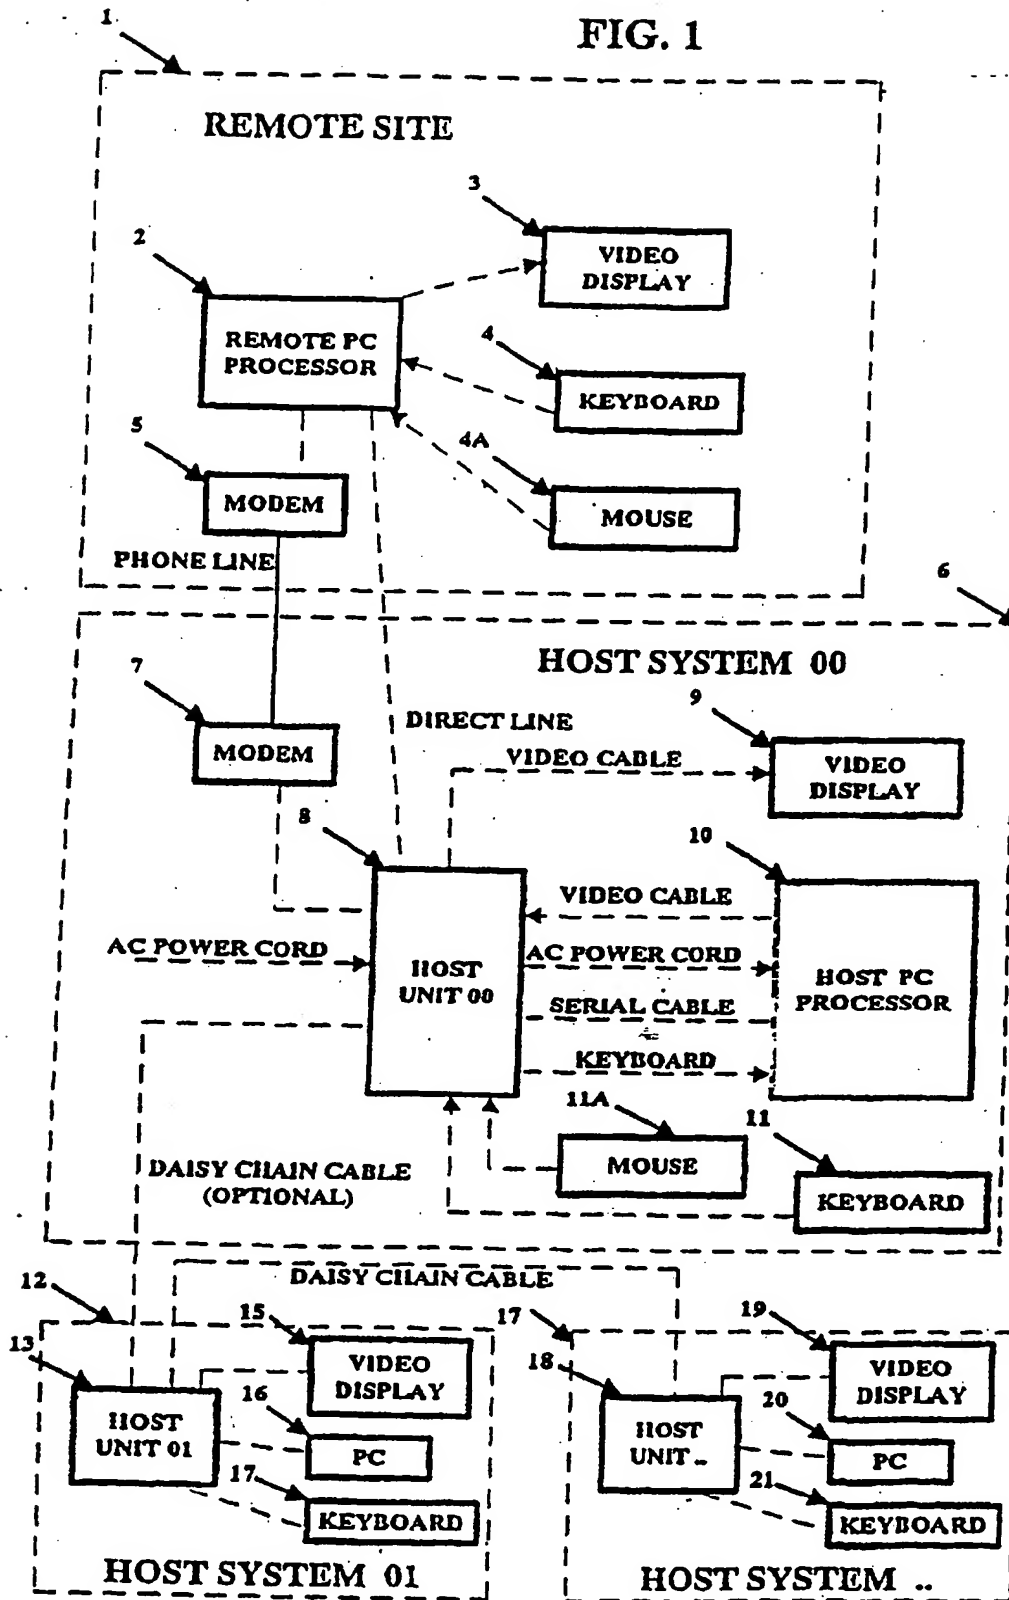 FIG. 1
1
REMOTE SITE
3
VIDEO
DISPLAY
2
REMOTE PC
PROCESSOR
4
KEYBOARD
4A
MOUSE
5
MODEM
PHONE LINE
6
HOST SYSTEM 00
7
MODEM
DIRECT LINE
9
VIDEO CABLE
VIDEO
DISPLAY
8
10
VIDEO CABLE
AC POWER CORD
HOST
UNIT 00
AC POWER CORD
HOST PC
PROCESSOR
SERIAL CABLE
KEYBOARD
11A
11
MOUSE
KEYBOARD
DAISY CHAIN CABLE
(OPTIONAL)
DAISY CHAIN CABLE
12
13
15
VIDEO
DISPLAY
HOST
UNIT 01
16
PC
17
KEYBOARD
HOST SYSTEM 01
17
18
19
VIDEO
DISPLAY
HOST
UNIT ..
20
PC
21
KEYBOARD
HOST SYSTEM ..